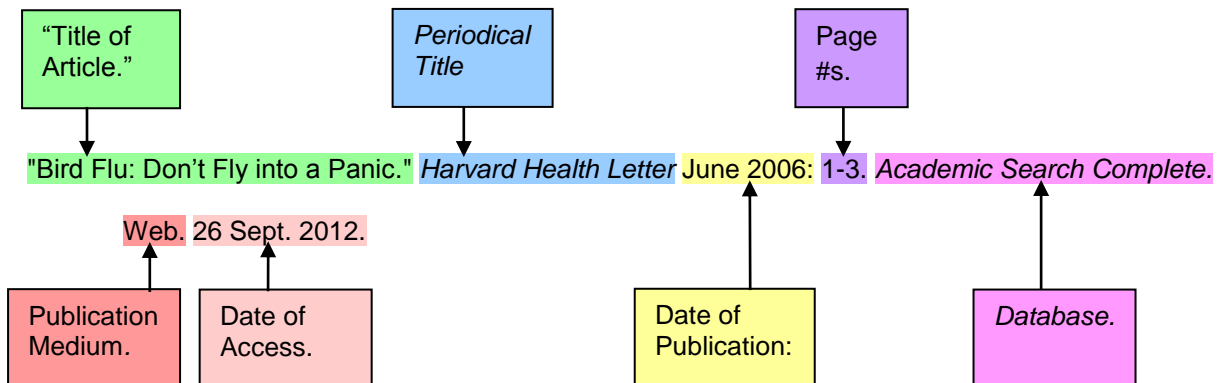 “Title of
Article.”
Periodical
Title
Page
#s.
"Bird Flu: Don’t Fly into a Panic." Harvard Health Letter June 2006: 1-3. Academic Search Complete.
Web. 26 Sept. 2012.
Publication
Medium.
Date of
Access.
Date of
Publication:
Database.